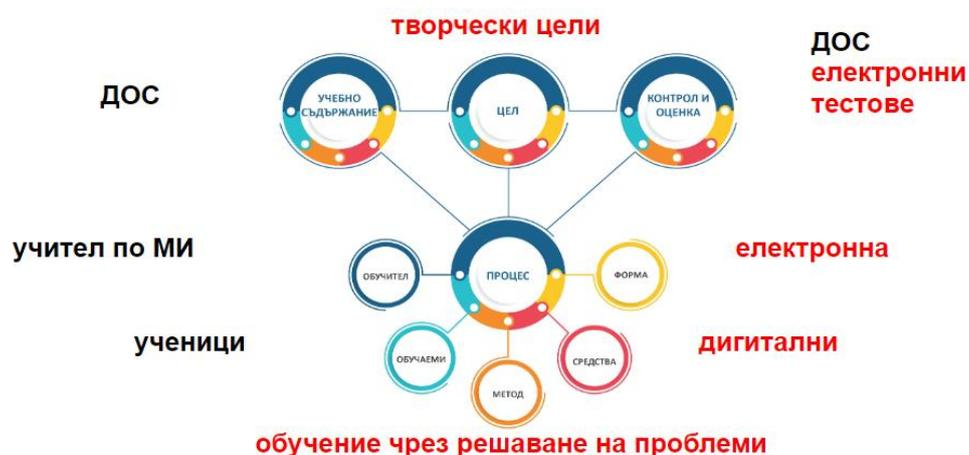 творчески цели
ДОС
електронни
тестове
ДОС
УЧЕБНО
СЪДЪРЖАНИЕ
ЦЕЛ
КОНТРОЛ И
ОЦЕНКА
учител по МИ
електронна
ОБУЧИТЕЛ
ПРОЦЕС
ФОРМА
ученици
дигитални
ОБУЧАЕМИ
СРЕДСТВА
МЕТОД
обучение чрез решаване на проблеми